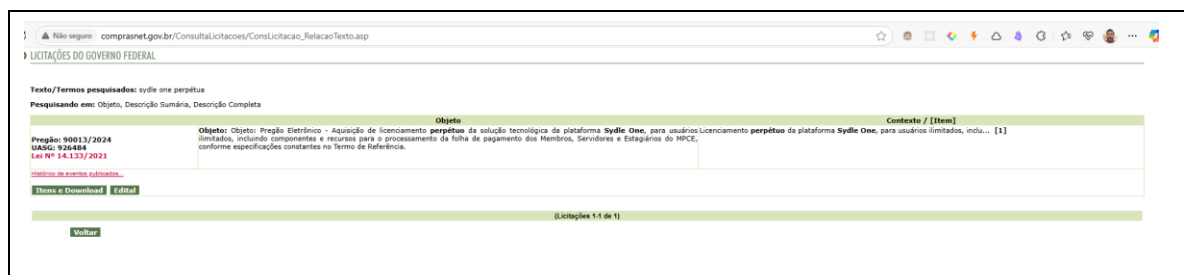 Não seguro comprasnet.gov.br/ConsultaLicitacoes/ConsLicitacao_RelacaoTexto.asp
LICITAÇÕES DO GOVERNO FEDERAL
Texto/Termos pesquisados: sydle one perpétua
Pesquisando em: Objeto, Descrição Sumária, Descrição Completa
Objeto
Contexto / [Item]
Pregão: 90013/2024
UASG: 926484
Lei Nº 14.133/2021
Objeto: Objeto: Pregão Eletrônico - Aquisição de licenciamento perpétuo da solução tecnológica da plataforma Sydle One, para usuários
ilimitados, incluindo componentes e recursos para o processamento da folha de pagamento dos Membros, Servidores e Estagiários do MPCE,
conforme especificações constantes no Termo de Referência.
Licenciamento perpétuo da plataforma Sydle One, para usuários ilimitados, inclu... [1]
Histórico de eventos publicados...
Itens e Download Edital
(Licitações 1-1 de 1)
Voltar